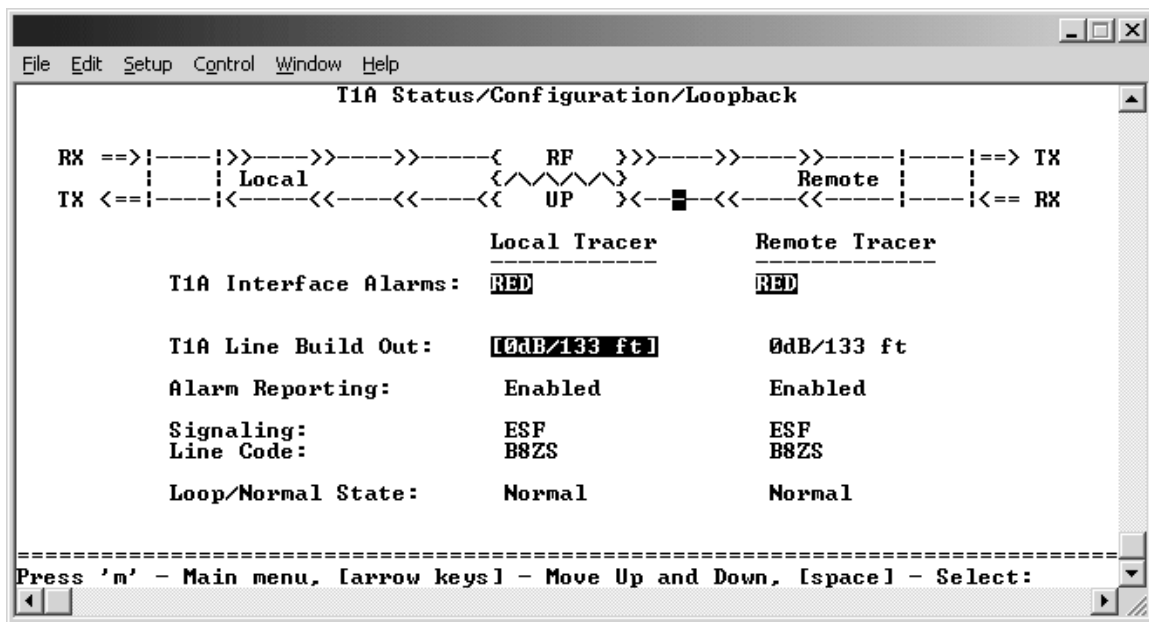 File Edit Setup Control Window Help
T1A Status/Configuration/Loopback
RX ==>¦----¦>>----->>----->>-----{ RF }>>>----->>----->>-----¦----¦==> TX
¦ ¦ Local {/\/\/\/\} Remote ¦ ¦
TX <==¦----¦<-----<<----<<----<{ UP }<--■--<<----<<-----¦----¦<== RX
Local Tracer Remote Tracer
------------ -------------
T1A Interface Alarms: RED RED
T1A Line Build Out: [0dB/133 ft] 0dB/133 ft
Alarm Reporting: Enabled Enabled
Signaling: ESF ESF
Line Code: B8ZS B8ZS
Loop/Normal State: Normal Normal
===============================================================================
Press 'm' - Main menu, [arrow keys] - Move Up and Down, [space] - Select: